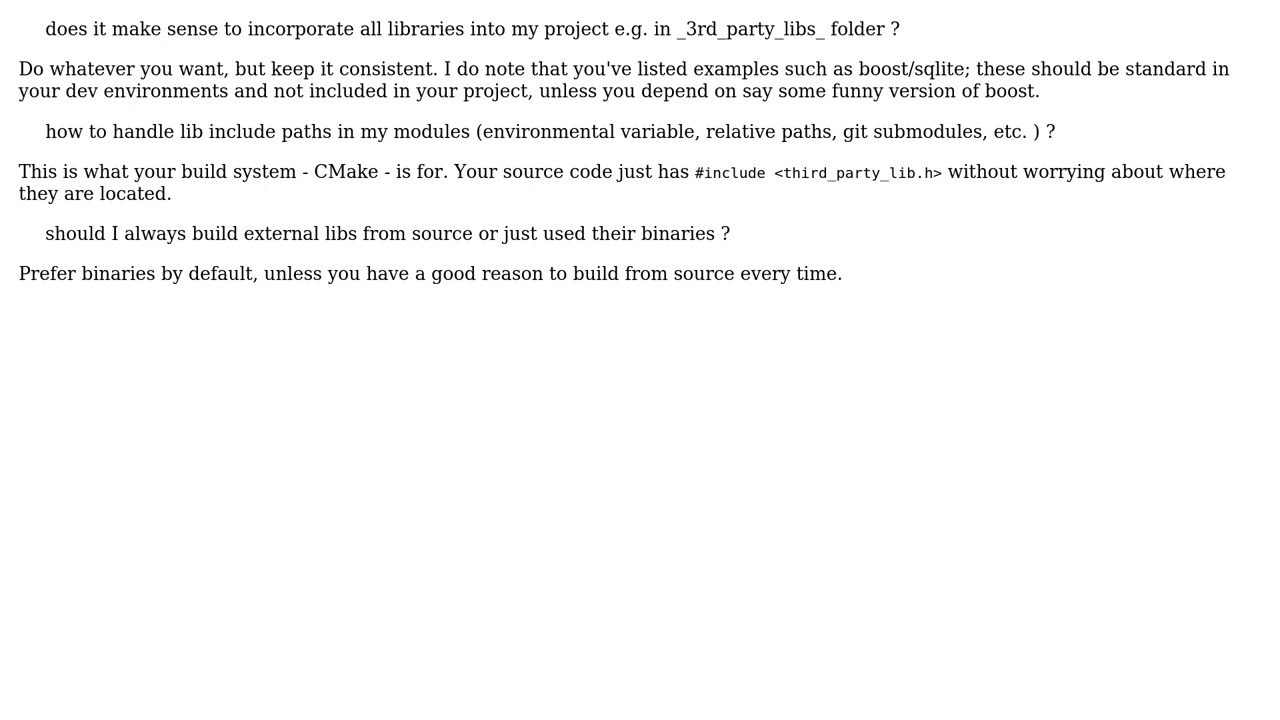 does it make sense to incorporate all libraries into my project e.g. in _3rd_party_libs_ folder ?
Do whatever you want, but keep it consistent. I do note that you've listed examples such as boost/sqlite; these should be standard in
your dev environments and not included in your project, unless you depend on say some funny version of boost.
how to handle lib include paths in my modules (environmental variable, relative paths, git submodules, etc. ) ?
This is what your build system - CMake - is for. Your source code just has #include <third_party_lib.h> without worrying about where
they are located.
should I always build external libs from source or just used their binaries ?
Prefer binaries by default, unless you have a good reason to build from source every time.